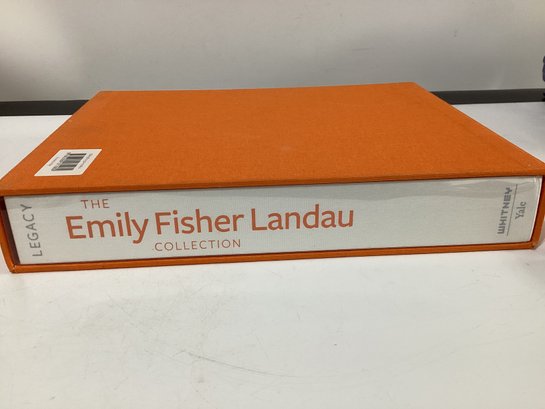 LEGACY
THE
Emily Fisher Landau
COLLECTION
WHITNEY
Yale